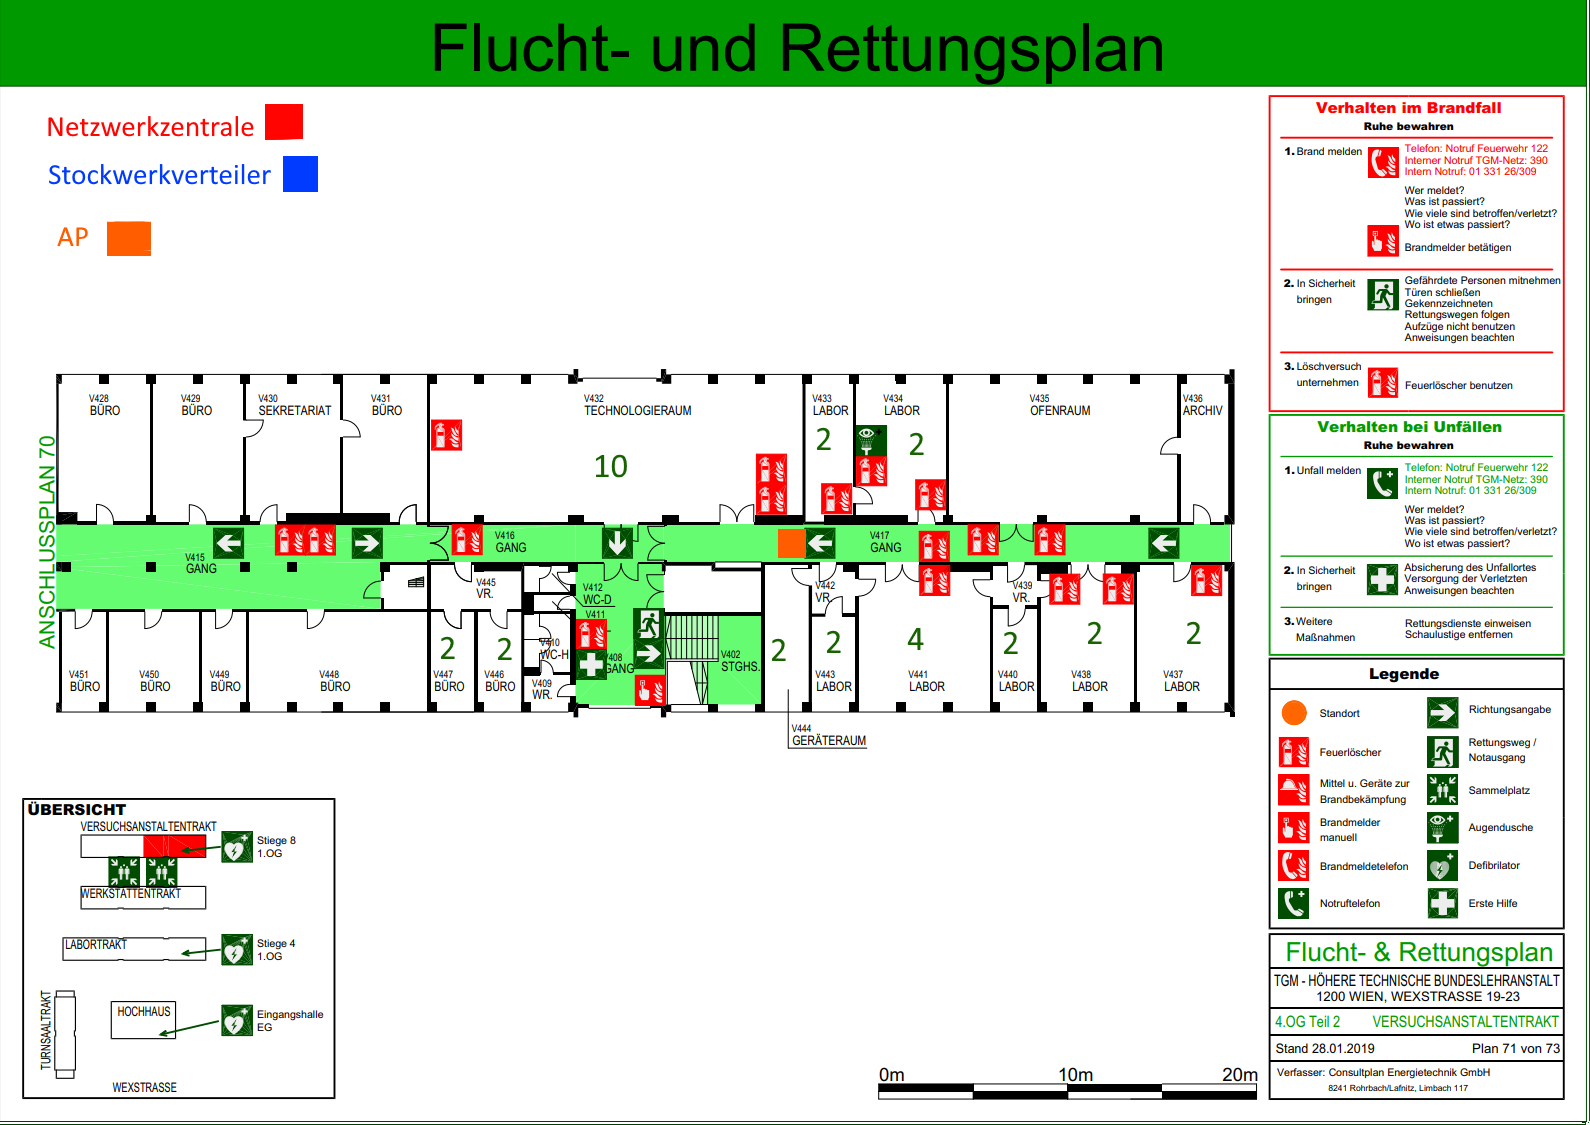 Flucht- und Rettungsplan
Netzwerkzentrale
Stockwerkverteiler
AP
ANSCHLUSSPLAN 70
V428
BÜRO
V429
BÜRO
V430
SEKRETARIAT
V431
BÜRO
V432
TECHNOLOGIERAUM
10
V433
LABOR
2
V434
LABOR
2
V435
OFENRAUM
V436
ARCHIV
V415
GANG
V416
GANG
V417
GANG
V445
VR.
V412
WC-D
V411
V442
VR.
V439
VR.
V451
BÜRO
V450
BÜRO
V449
BÜRO
V448
BÜRO
2
V447
BÜRO
2
V446
BÜRO
V410
WC-H
V409
WR.
V408
GANG
V402
STGHS.
2
V444
GERÄTERAUM
2
V443
LABOR
4
V441
LABOR
2
V440
LABOR
2
V438
LABOR
2
V437
LABOR
Verhalten im Brandfall
Ruhe bewahren
1. Brand melden
Telefon: Notruf Feuerwehr 122
Interner Notruf TGM-Netz: 390
Intern Notruf: 01 331 26/309
Wer meldet?
Was ist passiert?
Wie viele sind betroffen/verletzt?
Wo ist etwas passiert?
Brandmelder betätigen
2. In Sicherheit
bringen
Gefährdete Personen mitnehmen
Türen schließen
Gekennzeichneten
Rettungswegen folgen
Aufzüge nicht benutzen
Anweisungen beachten
3. Löschversuch
unternehmen
Feuerlöscher benutzen
Verhalten bei Unfällen
Ruhe bewahren
1. Unfall melden
Telefon: Notruf Feuerwehr 122
Interner Notruf TGM-Netz: 390
Intern Notruf: 01 331 26/309
Wer meldet?
Was ist passiert?
Wie viele sind betroffen/verletzt?
Wo ist etwas passiert?
2. In Sicherheit
bringen
Absicherung des Unfallortes
Versorgung der Verletzten
Anweisungen beachten
3. Weitere
Maßnahmen
Rettungsdienste einweisen
Schaulustige entfernen
Legende
Standort
Richtungsangabe
Feuerlöscher
Rettungsweg /
Notausgang
Mittel u. Geräte zur
Brandbekämpfung
Sammelplatz
Brandmelder
manuell
Augendusche
Brandmeldetelefon
Defibrilator
Notruftelefon
Erste Hilfe
ÜBERSICHT
VERSUCHSANSTALTENTRAKT
Stiege 8
1.OG
WERKSTÄTTENTRAKT
LABORTRAKT
Stiege 4
1.OG
TURNSAALTRAKT
HOCHHAUS
Eingangshalle
EG
WEXSTRASSE
0m 10m 20m
Flucht- & Rettungsplan
TGM - HÖHERE TECHNISCHE BUNDESLEHRANSTALT
1200 WIEN, WEXSTRASSE 19-23
4.OG Teil 2 VERSUCHSANSTALTENTRAKT
Stand 28.01.2019 Plan 71 von 73
Verfasser: Consultplan Energietechnik GmbH
8241 Rohrbach/Lafnitz, Limbach 117